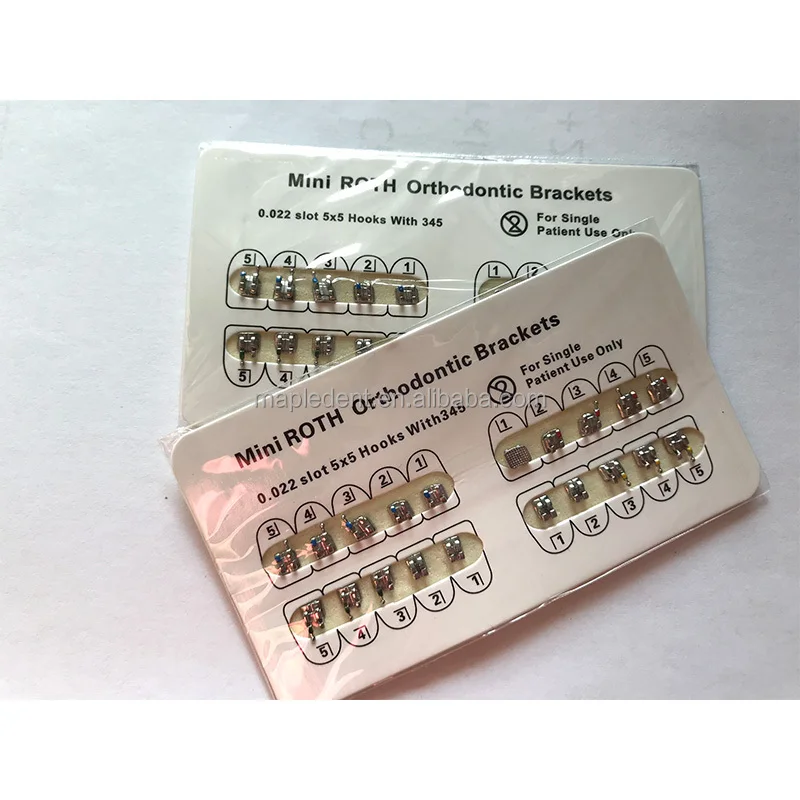 Mini ROTH Orthodontic Brackets
0.022 slot 5x5 Hooks With 345
For Single
Patient Use Only
5 4 3 2 1
1 2
5 4
mapledent.en.alibaba.com
Mini ROTH Orthodontic Brackets
0.022 slot 5x5 Hooks With345
For Single
Patient Use Only
5 4 3 2 1
1 2 3 4 5
5 4 3 2 1
1 2 3 4 5